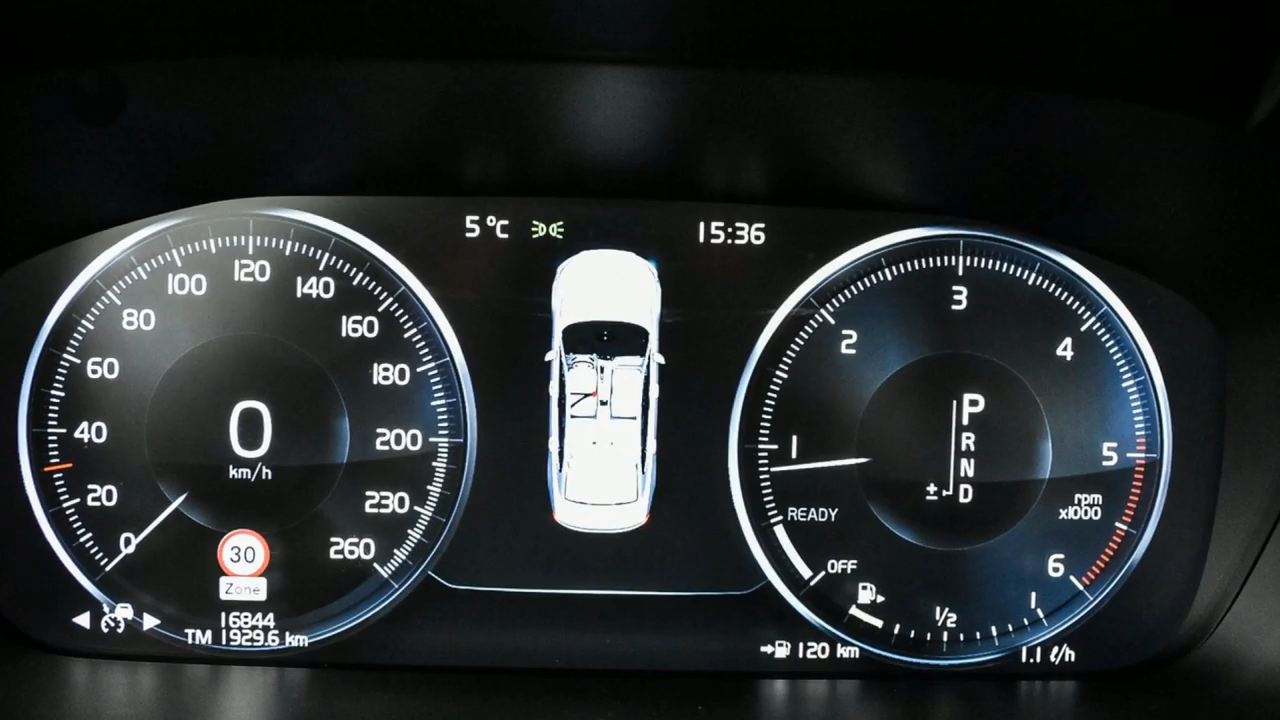 5 °C
15:36
0
20
40
60
80
100
120
140
160
180
200
230
260
0
km/h
30
Zone
16844
TM 1929.6 km
OFF
READY
1
2
3
4
5
6
rpm
x1000
P
R
N
± D
1/2
1
120 km
1.1 ℓ/h